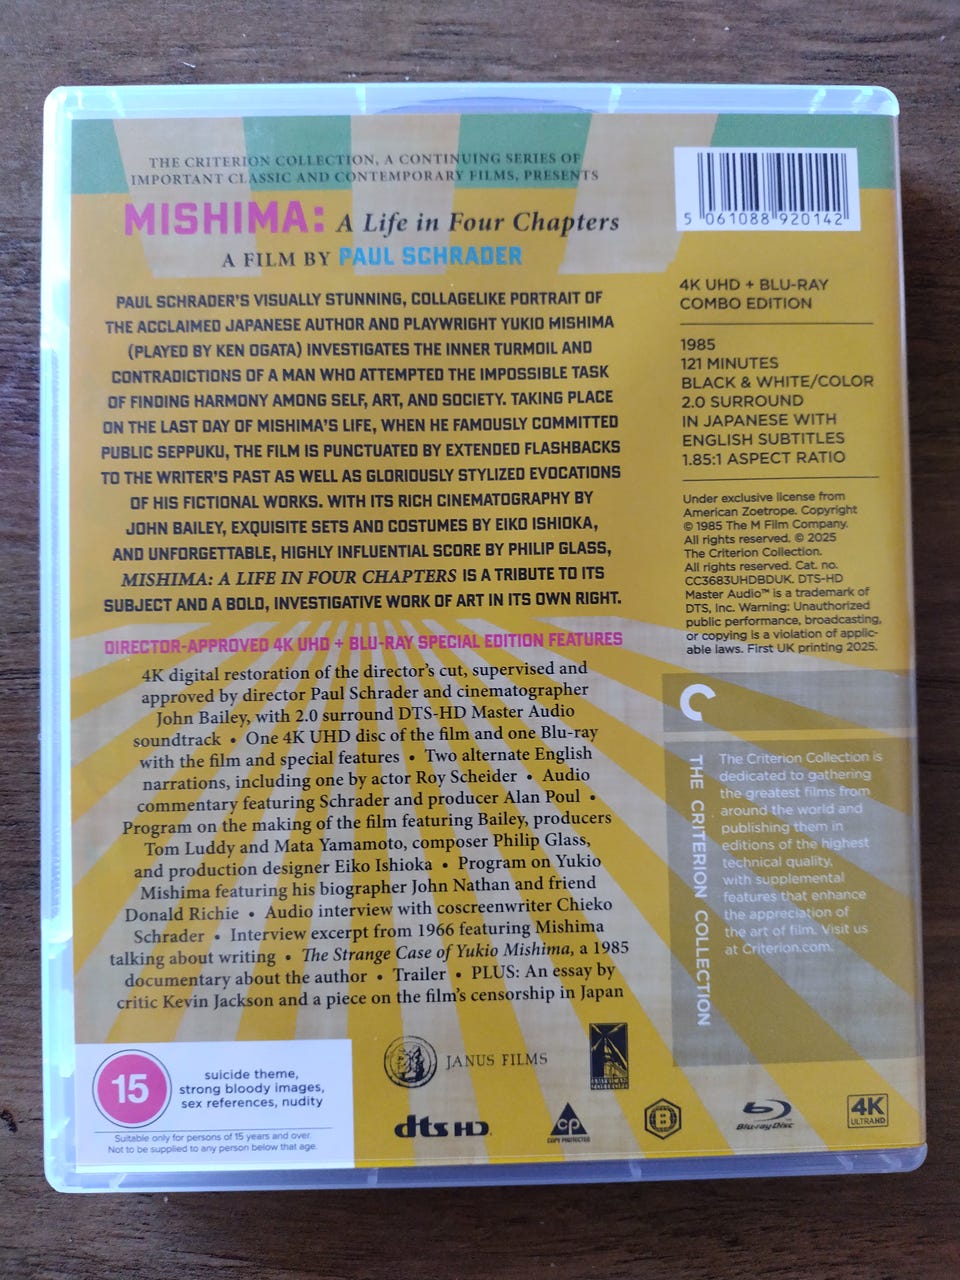 THE CRITERION COLLECTION, A CONTINUING SERIES OF
IMPORTANT CLASSIC AND CONTEMPORARY FILMS, PRESENTS
MISHIMA: A Life in Four Chapters
A FILM BY PAUL SCHRADER
PAUL SCHRADER'S VISUALLY STUNNING, COLLAGELIKE PORTRAIT OF
THE ACCLAIMED JAPANESE AUTHOR AND PLAYWRIGHT YUKIO MISHIMA
(PLAYED BY KEN OGATA) INVESTIGATES THE INNER TURMOIL AND
CONTRADICTIONS OF A MAN WHO ATTEMPTED THE IMPOSSIBLE TASK
OF FINDING HARMONY AMONG SELF, ART, AND SOCIETY. TAKING PLACE
ON THE LAST DAY OF MISHIMA'S LIFE, WHEN HE FAMOUSLY COMMITTED
PUBLIC SEPPUKU, THE FILM IS PUNCTUATED BY EXTENDED FLASHBACKS
TO THE WRITER'S PAST AS WELL AS GLORIOUSLY STYLIZED EVOCATIONS
OF HIS FICTIONAL WORKS. WITH ITS RICH CINEMATOGRAPHY BY
JOHN BAILEY, EXQUISITE SETS AND COSTUMES BY EIKO ISHIOKA,
AND UNFORGETTABLE, HIGHLY INFLUENTIAL SCORE BY PHILIP GLASS,
MISHIMA: A LIFE IN FOUR CHAPTERS IS A TRIBUTE TO ITS
SUBJECT AND A BOLD, INVESTIGATIVE WORK OF ART IN ITS OWN RIGHT.
DIRECTOR-APPROVED 4K UHD + BLU-RAY SPECIAL EDITION FEATURES
4K digital restoration of the director's cut, supervised and
approved by director Paul Schrader and cinematographer
John Bailey, with 2.0 surround DTS-HD Master Audio
soundtrack • One 4K UHD disc of the film and one Blu-ray
with the film and special features • Two alternate English
narrations, including one by actor Roy Scheider • Audio
commentary featuring Schrader and producer Alan Poul •
Program on the making of the film featuring Bailey, producers
Tom Luddy and Mata Yamamoto, composer Philip Glass,
and production designer Eiko Ishioka • Program on Yukio
Mishima featuring his biographer John Nathan and friend
Donald Richie • Audio interview with coscreenwriter Chieko
Schrader • Interview excerpt from 1966 featuring Mishima
talking about writing • The Strange Case of Yukio Mishima, a 1985
documentary about the author • Trailer • PLUS: An essay by
critic Kevin Jackson and a piece on the film's censorship in Japan
5 061088 920142
4K UHD + BLU-RAY
COMBO EDITION
1985
121 MINUTES
BLACK & WHITE/COLOR
2.0 SURROUND
IN JAPANESE WITH
ENGLISH SUBTITLES
1.85:1 ASPECT RATIO
Under exclusive license from
American Zoetrope. Copyright
© 1985 The M Film Company.
All rights reserved. © 2025
The Criterion Collection.
All rights reserved. Cat. no.
CC3683UHDBDUK. DTS-HD
Master Audio™ is a trademark of
DTS, Inc. Warning: Unauthorized
public performance, broadcasting,
or copying is a violation of applic-
able laws. First UK printing 2025.
THE CRITERION COLLECTION
The Criterion Collection is
dedicated to gathering
the greatest films from
around the world and
publishing them in
editions of the highest
technical quality,
with supplemental
features that enhance
the appreciation of
the art of film. Visit us
at Criterion.com.
15
suicide theme,
strong bloody images,
sex references, nudity
Suitable only for persons of 15 years and over.
Not to be supplied to any person below that age.
JANUS FILMS
AMERICAN
ZOETROPE
dts HD
CP
COPY PROTECTED
B
Blu-ray Disc
4K
ULTRA HD